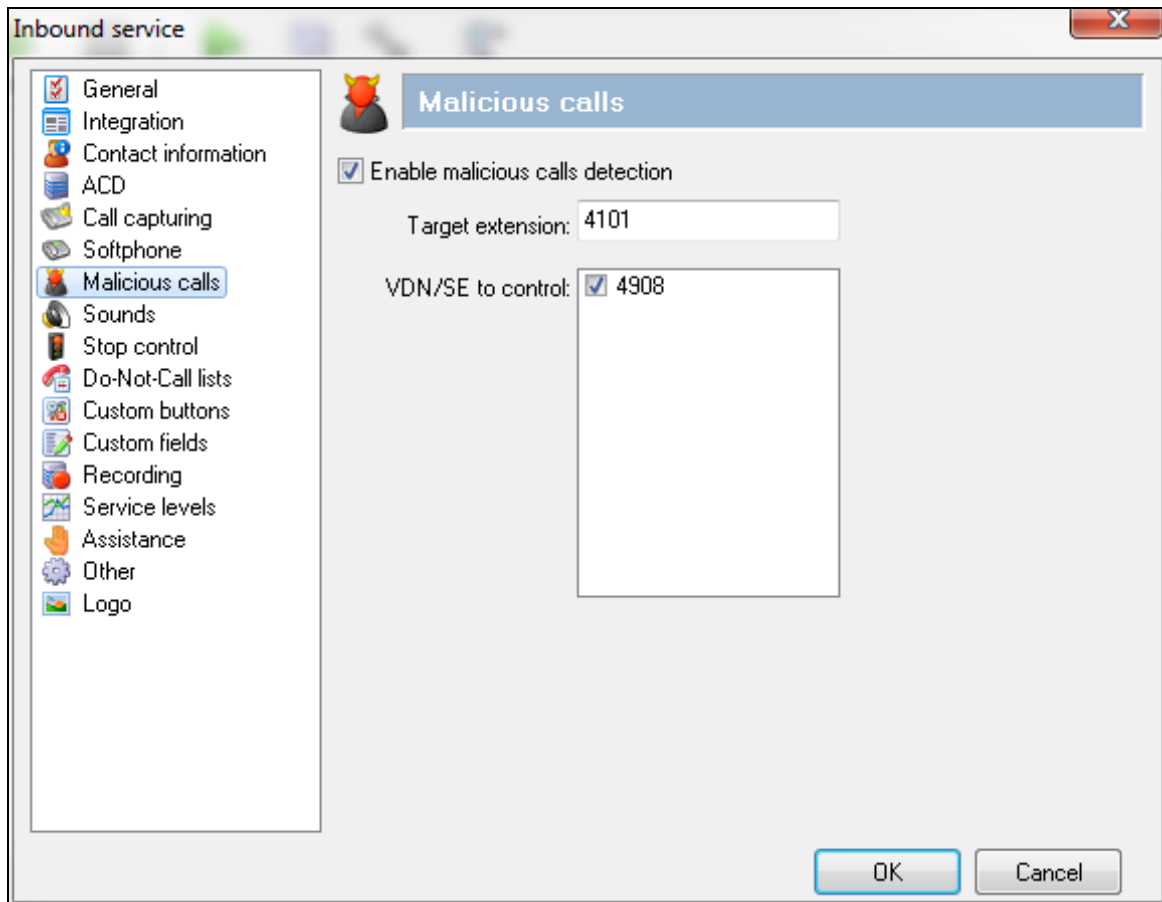 Inbound service
General
Integration
Contact information
ACD
Call capturing
Softphone
Malicious calls
Sounds
Stop control
Do-Not-Call lists
Custom buttons
Custom fields
Recording
Service levels
Assistance
Other
Logo
Malicious calls
Enable malicious calls detection
Target extension: 4101
VDN/SE to control: 4908
OK Cancel